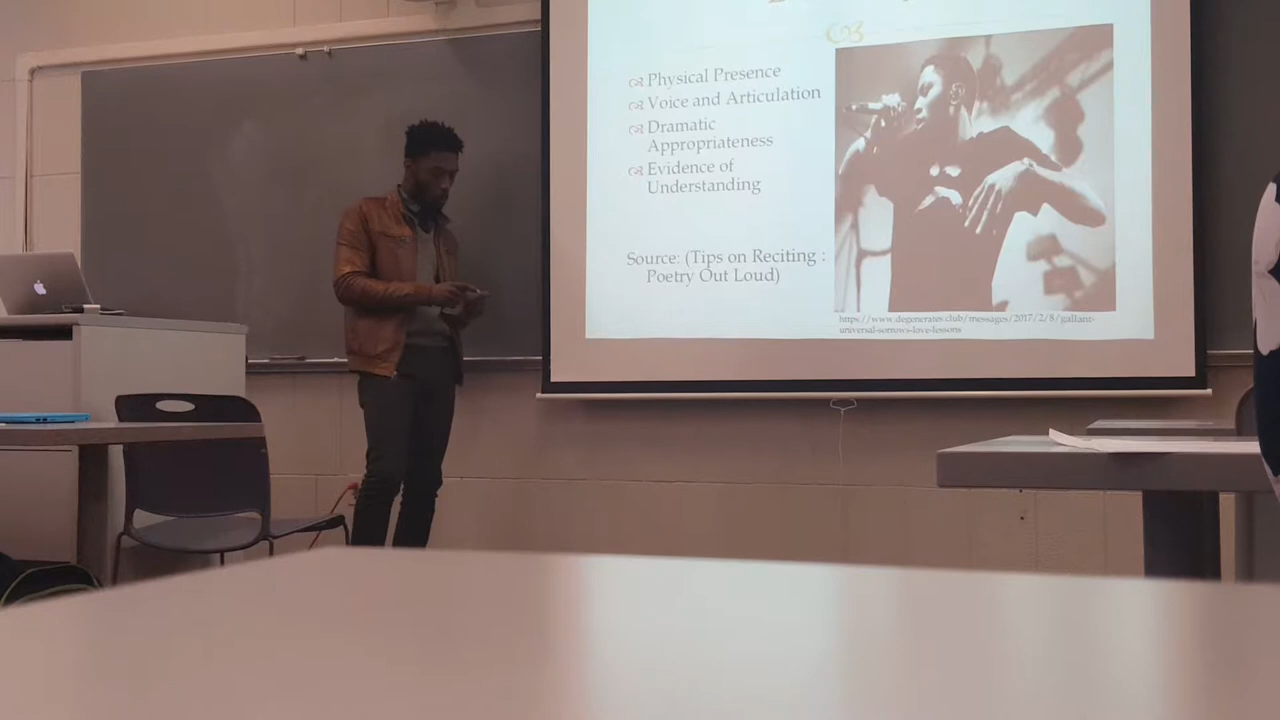 Physical Presence
Voice and Articulation
Dramatic
Appropriateness
Evidence of
Understanding
Source: (Tips on Reciting :
Poetry Out Loud)
https://www.degenerates.club/messages/2017/2/8/gallant-
universal-sorrows-love-lessons